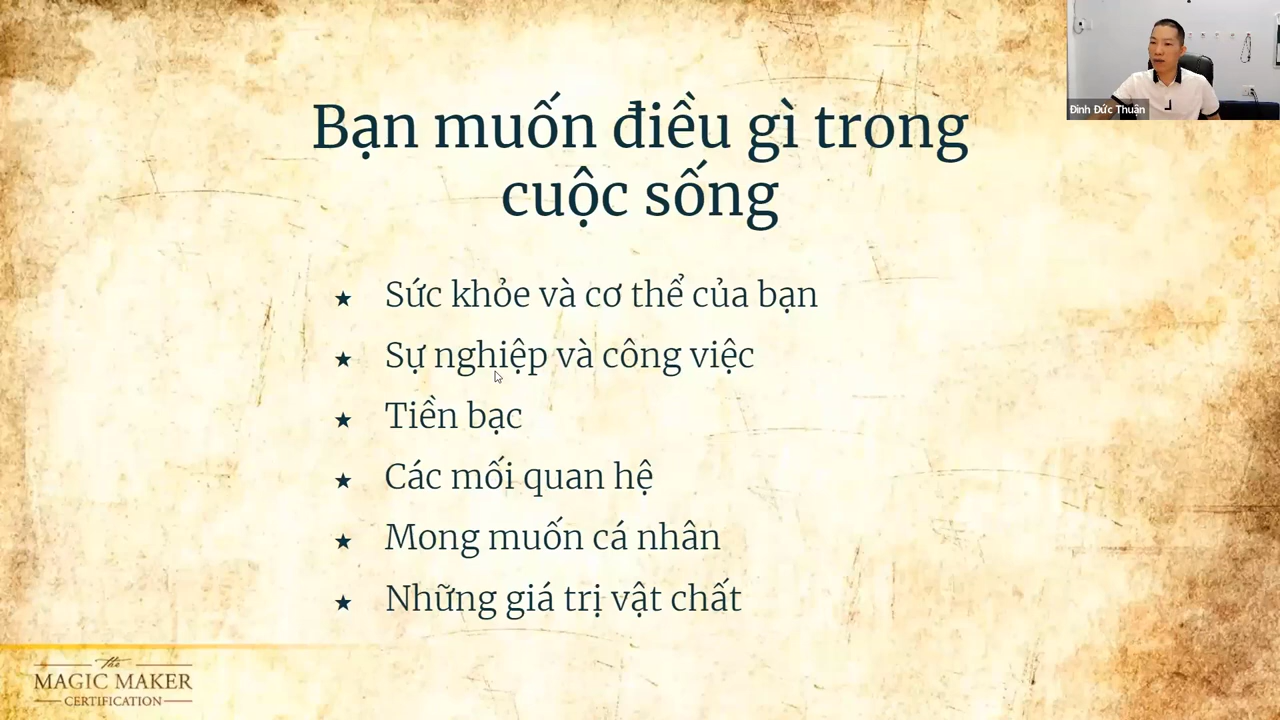 Đinh Đức Thuận
Bạn muốn điều gì trong
cuộc sống
★ Sức khỏe và cơ thể của bạn
★ Sự nghiệp và công việc
★ Tiền bạc
★ Các mối quan hệ
★ Mong muốn cá nhân
★ Những giá trị vật chất
the
MAGIC MAKER
CERTIFICATION